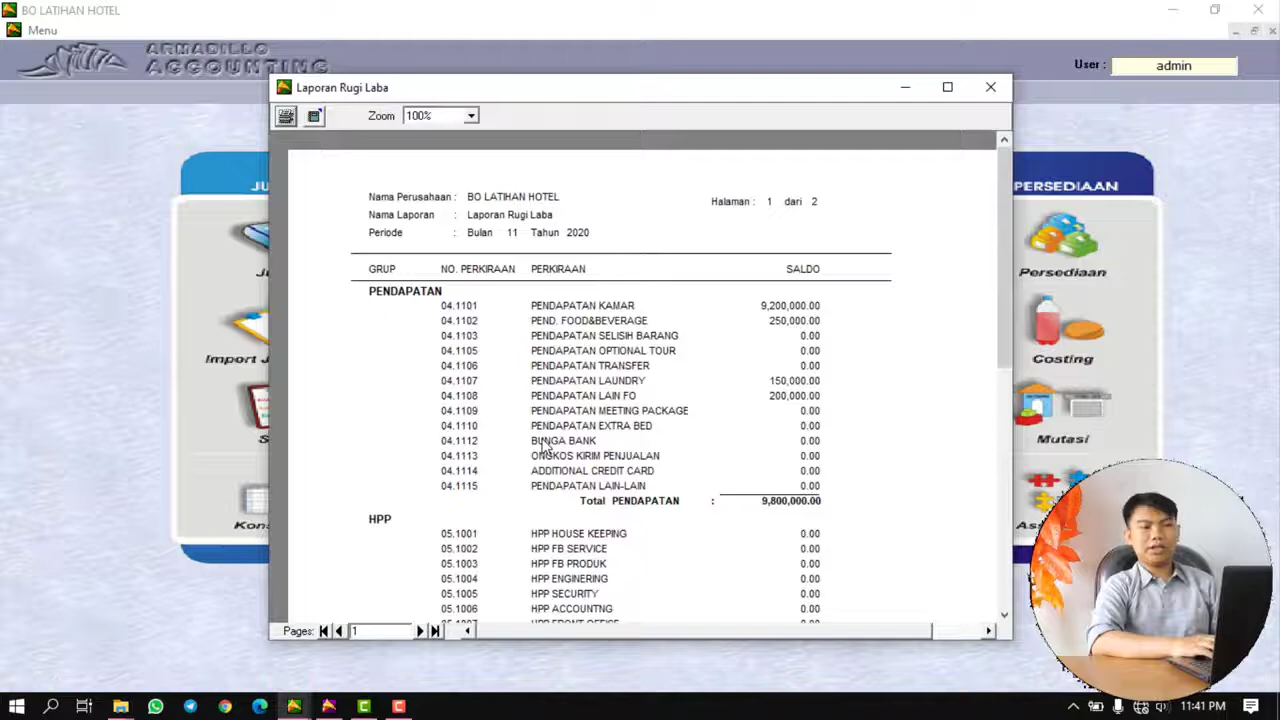 BO LATIHAN HOTEL
Menu
ARMADILLO
ACCOUNTING
User : admin
Laporan Rugi Laba
Zoom 100%
Nama Perusahaan : BO LATIHAN HOTEL
Halaman : 1 dari 2
Nama Laporan : Laporan Rugi Laba
Periode : Bulan 11 Tahun 2020
GRUP NO. PERKIRAAN PERKIRAAN SALDO
PENDAPATAN
04.1101 PENDAPATAN KAMAR 9,200,000.00
04.1102 PEND. FOOD&BEVERAGE 250,000.00
04.1103 PENDAPATAN SELISIH BARANG 0.00
04.1105 PENDAPATAN OPTIONAL TOUR 0.00
04.1106 PENDAPATAN TRANSFER 0.00
04.1107 PENDAPATAN LAUNDRY 150,000.00
04.1108 PENDAPATAN LAIN FO 200,000.00
04.1109 PENDAPATAN MEETING PACKAGE 0.00
04.1110 PENDAPATAN EXTRA BED 0.00
04.1112 BUNGA BANK 0.00
04.1113 ONGKOS KIRIM PENJUALAN 0.00
04.1114 ADDITIONAL CREDIT CARD 0.00
04.1115 PENDAPATAN LAIN-LAIN 0.00
Total PENDAPATAN : 9,800,000.00
HPP
05.1001 HPP HOUSE KEEPING 0.00
05.1002 HPP FB SERVICE 0.00
05.1003 HPP FB PRODUK 0.00
05.1004 HPP ENGINERING 0.00
05.1005 HPP SECURITY 0.00
05.1006 HPP ACCOUNTNG 0.00
Pages: 1
JU
Import J
Kon
PERSEDIAAN
Persediaan
Costing
Mutasi
As
11:41 PM